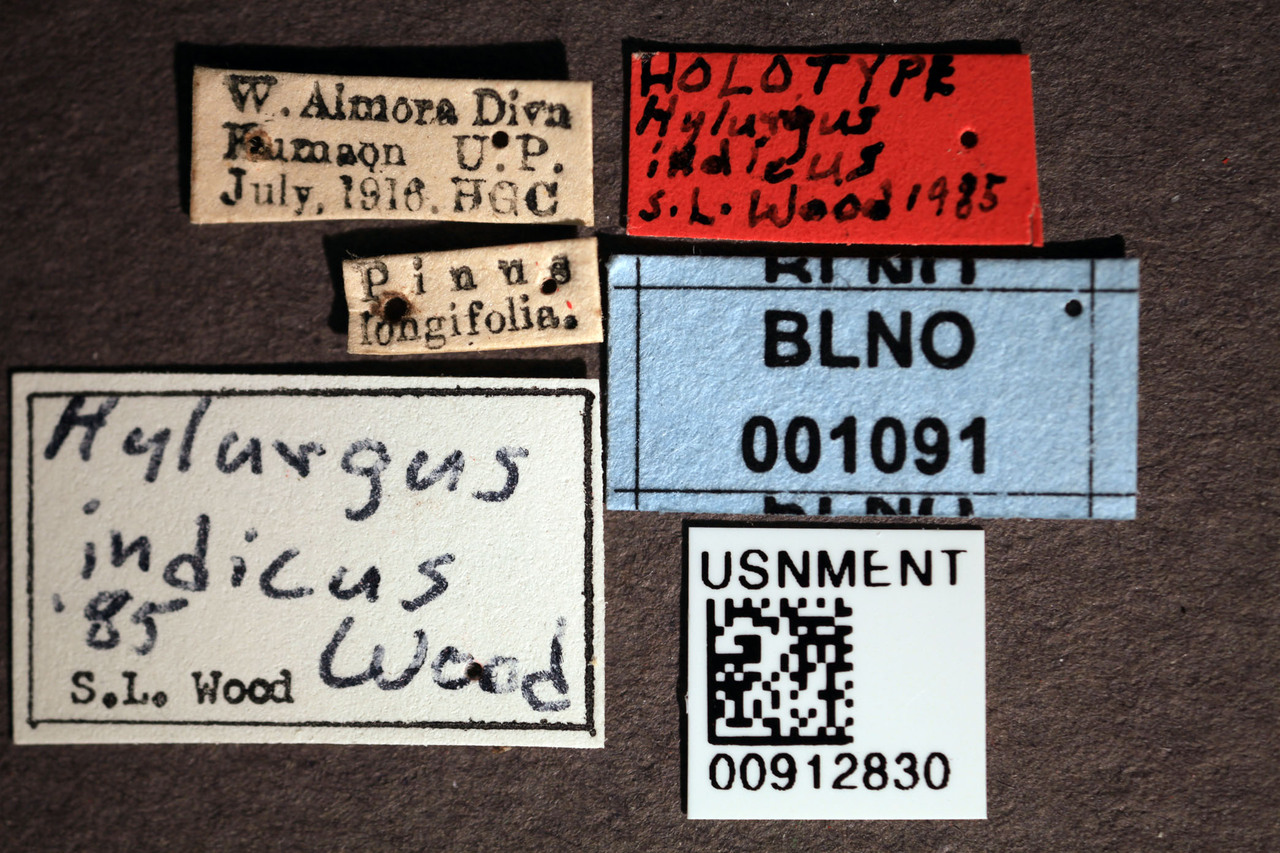 W. Almora Divn
Kumaon U.P.
July, 1918. HGC
HOLOTYPE
Hylurgus
indicus
S.L. Wood 1985
Pinus
longifolia.
BLNO
001091
Hylurgus
indicus
'85 Wood
S.L. Wood
USNMENT
00912830